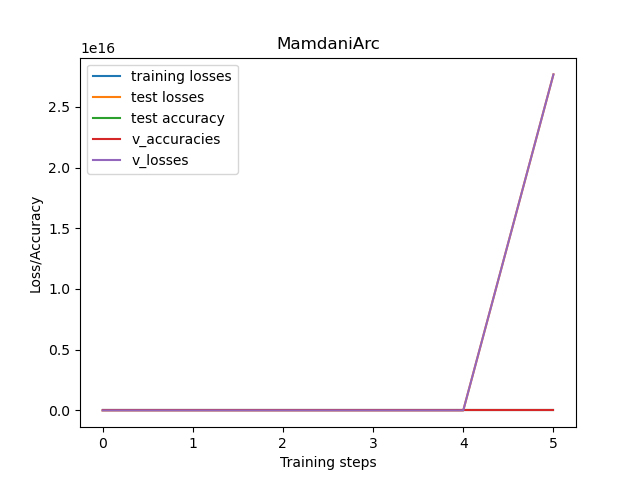 MamdaniArc
1e16
training losses
test losses
test accuracy
v_accuracies
v_losses
Loss/Accuracy
2.5
2.0
1.5
1.0
0.5
0.0
0 1 2 3 4 5
Training steps